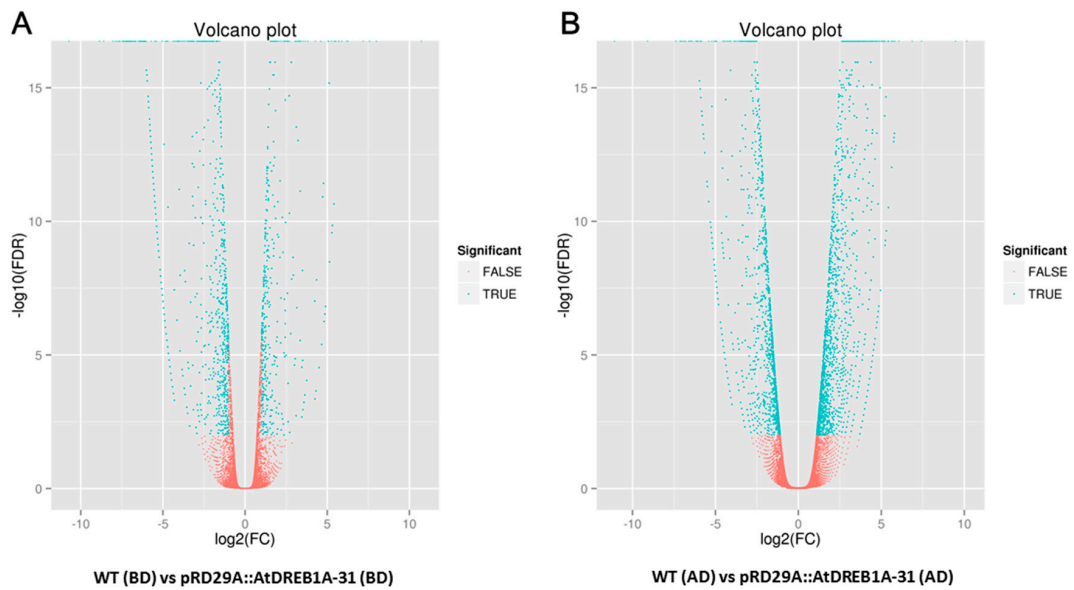 A
Volcano plot
15
10
5
0
-log10(FDR)
-10
-5
0
5
10
log2(FC)
Significant
FALSE
TRUE
WT (BD) vs pRD29A::AtDREB1A-31 (BD)
B
Volcano plot
15
10
5
0
-log10(FDR)
-10
-5
0
5
10
log2(FC)
Significant
FALSE
TRUE
WT (AD) vs pRD29A::AtDREB1A-31 (AD)